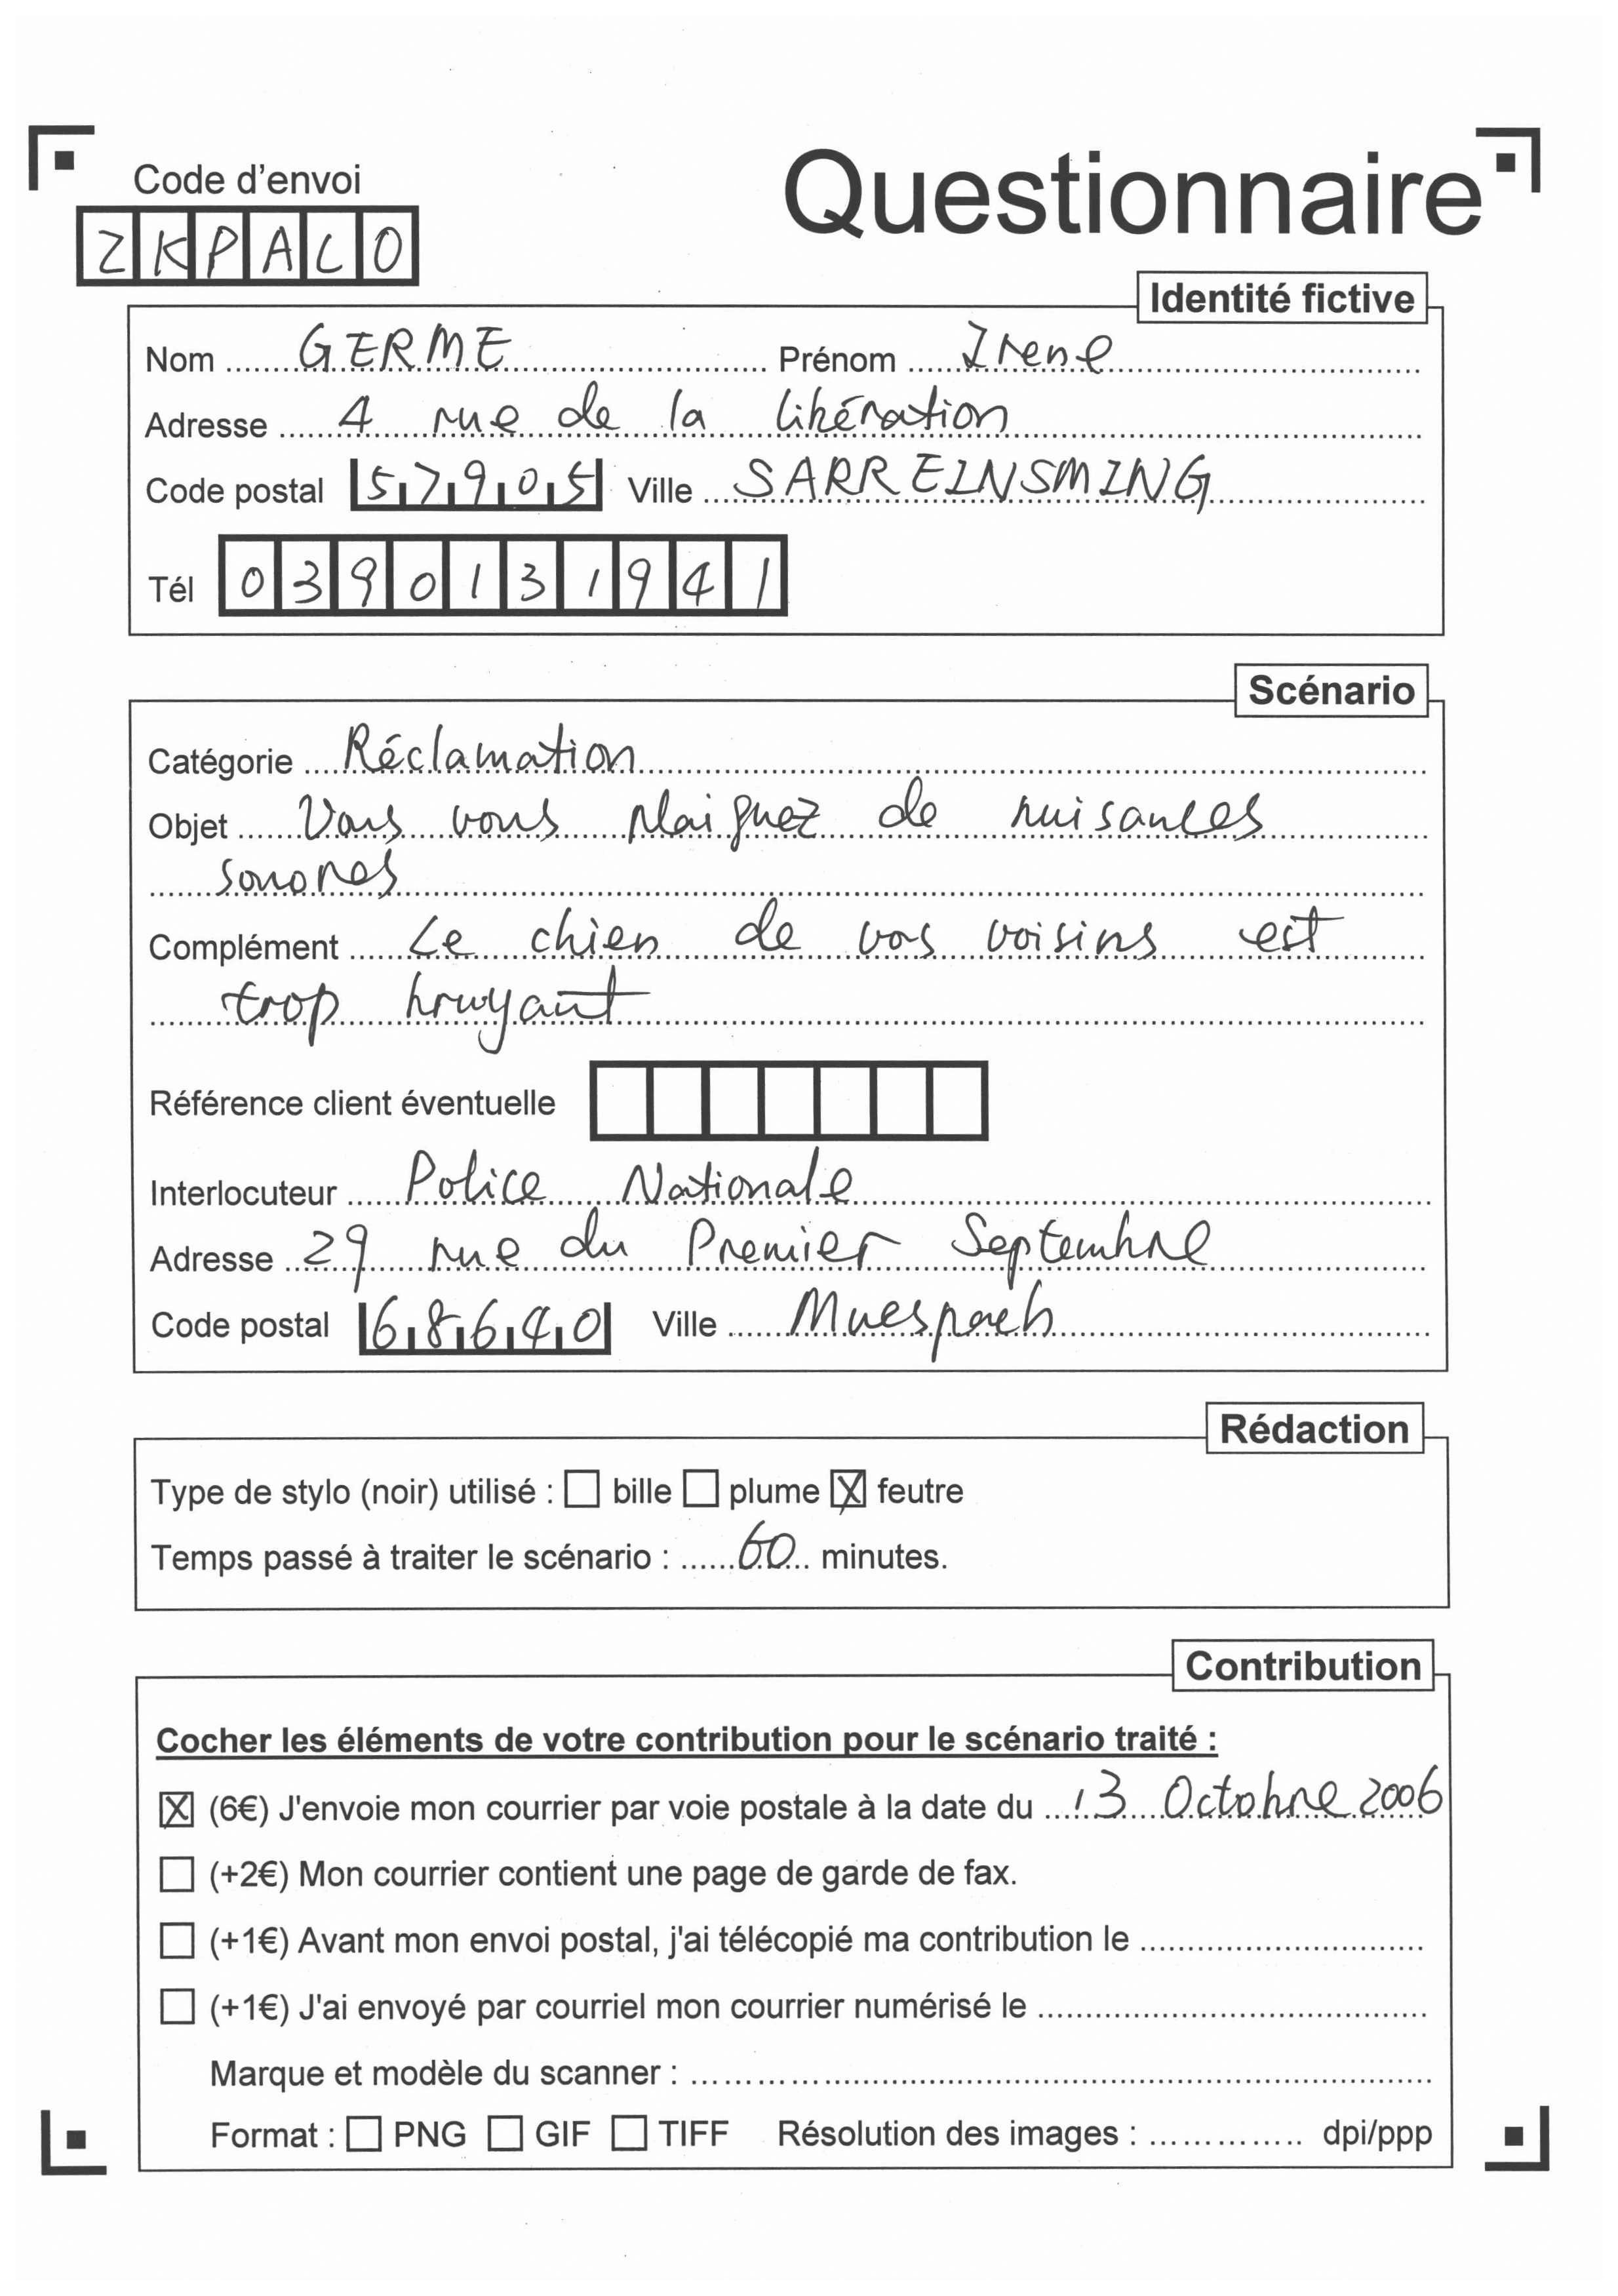 Code d'envoi
Questionnaire
ZKPALO
Identité fictive
Nom GERME Prénom Irene
Adresse 4 rue de la libération
Code postal 57905 Ville SARREINSMING
Tél 0390131941
Scénario
Catégorie Réclamation
Objet Vous vous plaignez de nuisances
sonores
Complément Le chien de vos voisins est
trop bruyant
Référence client éventuelle
Interlocuteur Police Nationale
Adresse 29 rue du Premier Septembre
Code postal 68640 Ville Muespach
Rédaction
Type de stylo (noir) utilisé : ☐ bille ☐ plume ☒ feutre
Temps passé à traiter le scénario : 60 minutes.
Contribution
Cocher les éléments de votre contribution pour le scénario traité :
☒ (6€) J'envoie mon courrier par voie postale à la date du 13 Octobre 2006
☐ (+2€) Mon courrier contient une page de garde de fax.
☐ (+1€) Avant mon envoi postal, j'ai télécopié ma contribution le
☐ (+1€) J'ai envoyé par courriel mon courrier numérisé le
Marque et modèle du scanner :
Format : ☐ PNG ☐ GIF ☐ TIFF Résolution des images : dpi/ppp